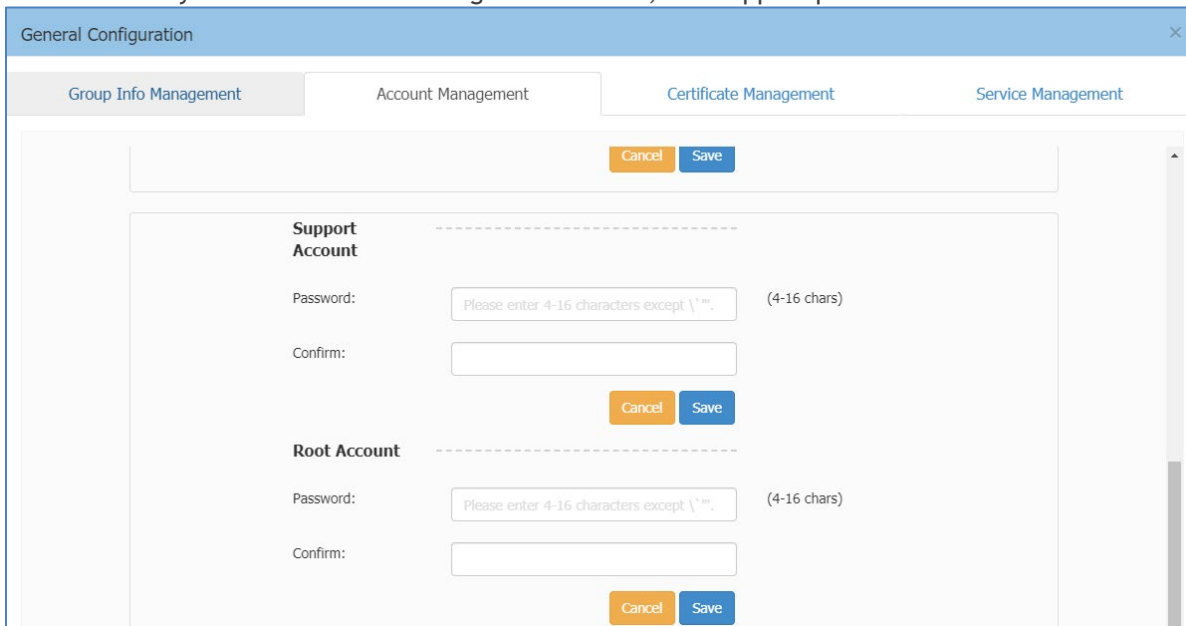 General Configuration ×
Group Info Management Account Management Certificate Management Service Management
Cancel Save
Support
Account
Password: Please enter 4-16 characters except \`'". (4-16 chars)
Confirm:
Cancel Save
Root Account
Password: Please enter 4-16 characters except \`'". (4-16 chars)
Confirm:
Cancel Save